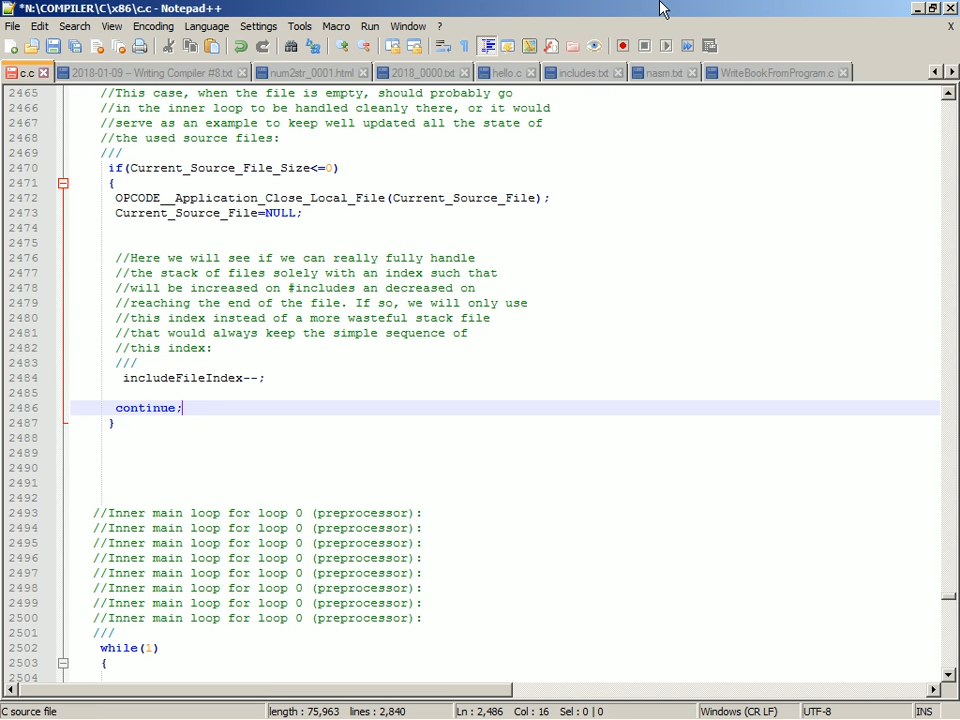 *N:\COMPILER\C\x86\c.c - Notepad++
File Edit Search View Encoding Language Settings Tools Macro Run Window ? X
c.c 2018-01-09 -- Writing Compiler #8.txt num2str_0001.html 2018_0000.txt hello.c includes.txt nasm.txt WriteBookFromProgram.c
2465 //This case, when the file is empty, should probably go
2466 //in the inner loop to be handled cleanly there, or it would
2467 //serve as an example to keep well updated all the state of
2468 //the used source files:
2469 ///
2470 if(Current_Source_File_Size<=0)
2471 {
2472 OPCODE__Application_Close_Local_File(Current_Source_File);
2473 Current_Source_File=NULL;
2474
2475
2476 //Here we will see if we can really fully handle
2477 //the stack of files solely with an index such that
2478 //will be increased on #includes an decreased on
2479 //reaching the end of the file. If so, we will only use
2480 //this index instead of a more wasteful stack file
2481 //that would always keep the simple sequence of
2482 //this index:
2483 ///
2484 includeFileIndex--;
2485
2486 continue;
2487 }
2488
2489
2490
2491
2492
2493 //Inner main loop for loop 0 (preprocessor):
2494 //Inner main loop for loop 0 (preprocessor):
2495 //Inner main loop for loop 0 (preprocessor):
2496 //Inner main loop for loop 0 (preprocessor):
2497 //Inner main loop for loop 0 (preprocessor):
2498 //Inner main loop for loop 0 (preprocessor):
2499 //Inner main loop for loop 0 (preprocessor):
2500 //Inner main loop for loop 0 (preprocessor):
2501 ///
2502 while(1)
2503 {
2504
C source file length : 75,963 lines : 2,840 Ln : 2,486 Col : 16 Sel : 0 | 0 Windows (CR LF) UTF-8 INS